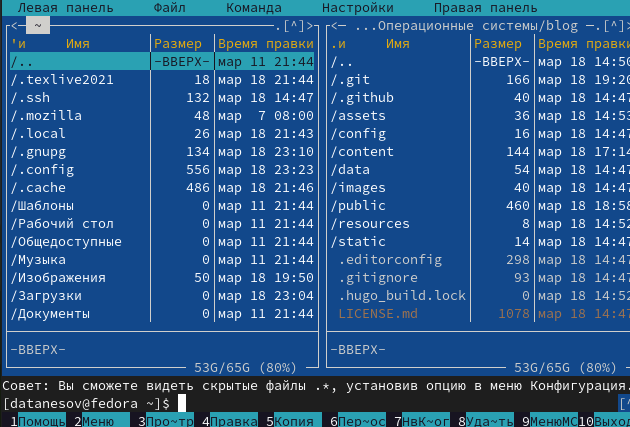 Левая панель Файл Команда Настройки Правая панель
<─ ~ ─────.[^]>
'и Имя Размер Время правки
/.. -ВВЕРХ- мар 11 21:44
/.texlive2021 18 мар 18 21:44
/.ssh 132 мар 18 14:47
/.mozilla 48 мар 7 08:00
/.local 26 мар 18 21:43
/.gnupg 134 мар 18 23:10
/.config 556 мар 18 23:23
/.cache 486 мар 18 21:46
/Шаблоны 0 мар 11 21:44
/Рабочий стол 0 мар 11 21:44
/Общедоступные 0 мар 11 21:44
/Музыка 0 мар 11 21:44
/Изображения 50 мар 18 19:50
/Загрузки 0 мар 18 23:04
/Документы 0 мар 11 21:44
-ВВЕРХ-
53G/65G (80%)
<─ ...Операционные системы/blog ─.[^]>
.и Имя Размер Время правки
/.. -ВВЕРХ- мар 18 14:50
/.git 166 мар 18 19:20
/.github 40 мар 18 14:47
/assets 36 мар 18 14:53
/config 16 мар 18 14:47
/content 144 мар 18 17:14
/data 54 мар 18 14:47
/images 40 мар 18 14:47
/public 460 мар 18 18:58
/resources 8 мар 18 14:52
/static 14 мар 18 14:47
.editorconfig 298 мар 18 14:47
.gitignore 93 мар 18 14:47
.hugo_build.lock 0 мар 18 14:52
LICENSE.md 1078 мар 18 14:47
-ВВЕРХ-
53G/65G (80%)
Совет: Вы сможете видеть скрытые файлы .*, установив опцию в меню Конфигурация.
[datanesov@fedora ~]$ [^
1Помощь 2Меню 3Про~тр 4Правка 5Копия 6Пер~ос 7НвК~ог 8Уда~ть 9МенюMC 10Выход